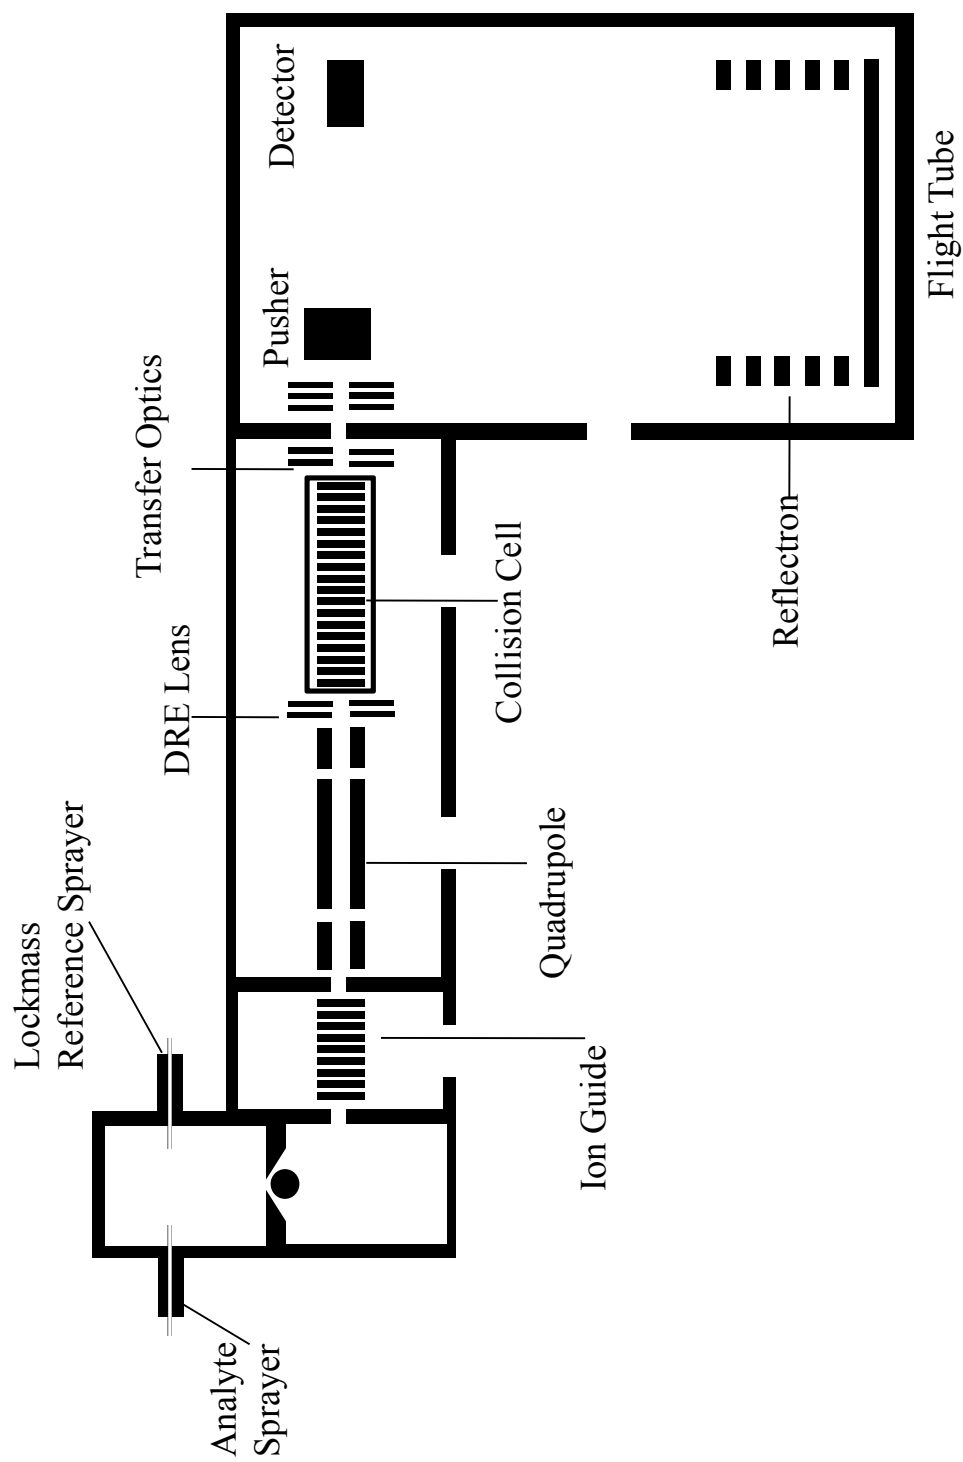 Lockmass
Reference Sprayer
Analyte
Sprayer
Ion Guide
Quadrupole
DRE Lens
Collision Cell
Transfer Optics
Pusher
Detector
Reflectron
Flight Tube